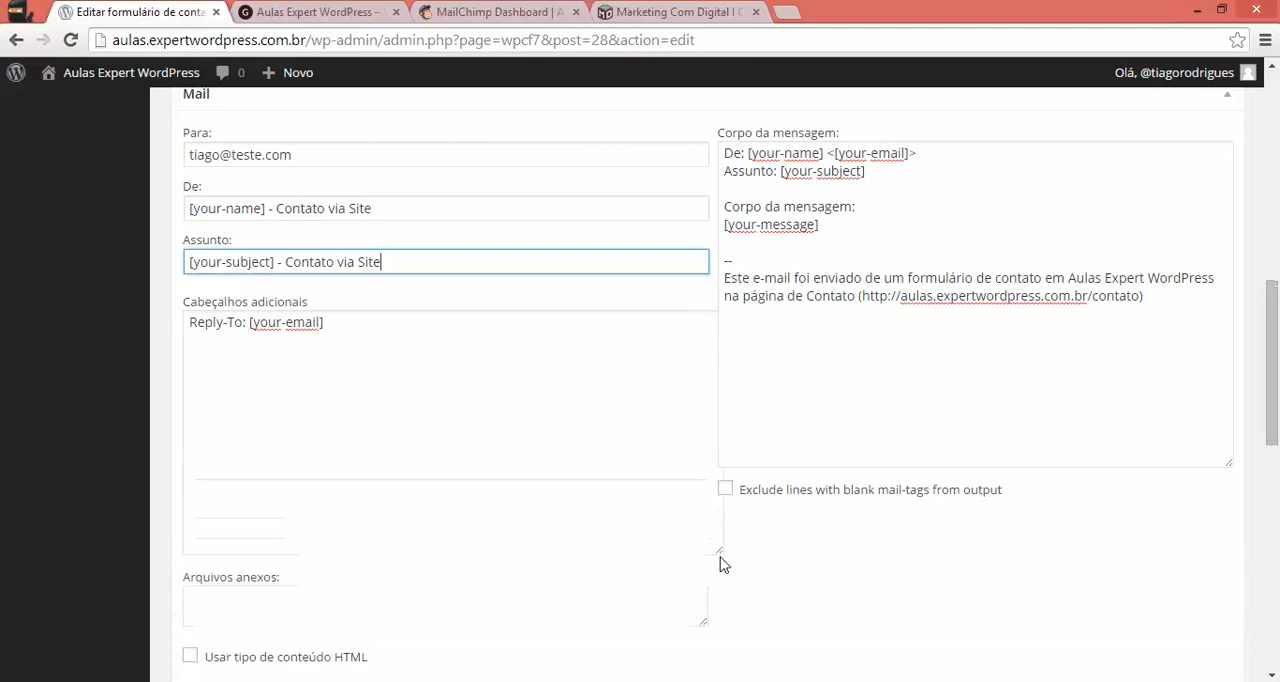 Editar formulário de conta
Aulas Expert WordPress –
MailChimp Dashboard | A
Marketing Com Digital I C
aulas.expertwordpress.com.br/wp-admin/admin.php?page=wpcf7&post=28&action=edit
Aulas Expert WordPress
0
Novo
Olá, @tiagorodrigues
Mail
Para:
tiago@teste.com
De:
[your-name] - Contato via Site
Assunto:
[your-subject] - Contato via Site
Cabeçalhos adicionais
Reply-To: [your-email]
Arquivos anexos:
Usar tipo de conteúdo HTML
Corpo da mensagem:
De: [your-name] <[your-email]>
Assunto: [your-subject]
Corpo da mensagem:
[your-message]
--
Este e-mail foi enviado de um formulário de contato em Aulas Expert WordPress
na página de Contato (http://aulas.expertwordpress.com.br/contato)
Exclude lines with blank mail-tags from output